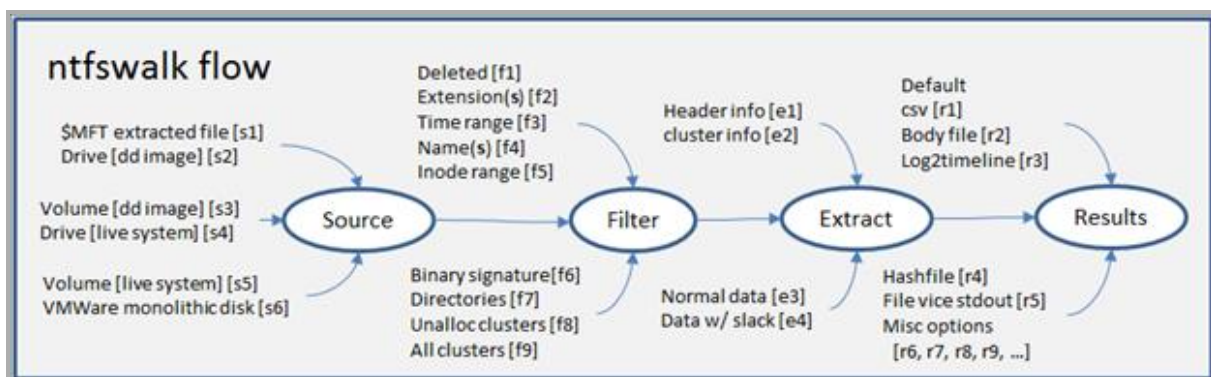 ntfswalk flow
$MFT extracted file [s1]
Drive [dd image] [s2]
Volume [dd image] [s3]
Drive [live system] [s4]
Volume [live system] [s5]
VMWare monolithic disk [s6]
Source
Deleted [f1]
Extension(s) [f2]
Time range [f3]
Name(s) [f4]
Inode range [f5]
Filter
Binary signature[f6]
Directories [f7]
Unalloc clusters [f8]
All clusters [f9]
Header info [e1]
cluster info [e2]
Extract
Normal data [e3]
Data w/ slack [e4]
Default
csv [r1]
Body file [r2]
Log2timeline [r3]
Results
Hashfile [r4]
File vice stdout [r5]
Misc options
[r6, r7, r8, r9, ...]